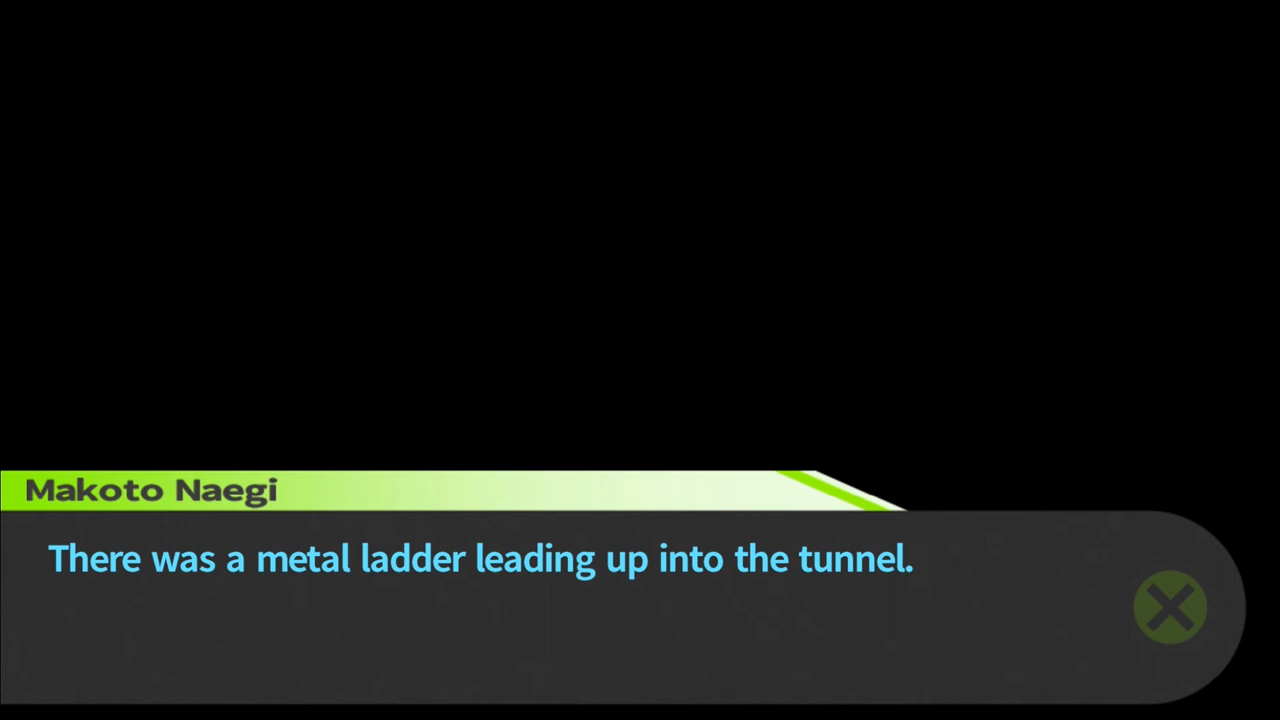 Makoto Naegi
There was a metal ladder leading up into the tunnel.